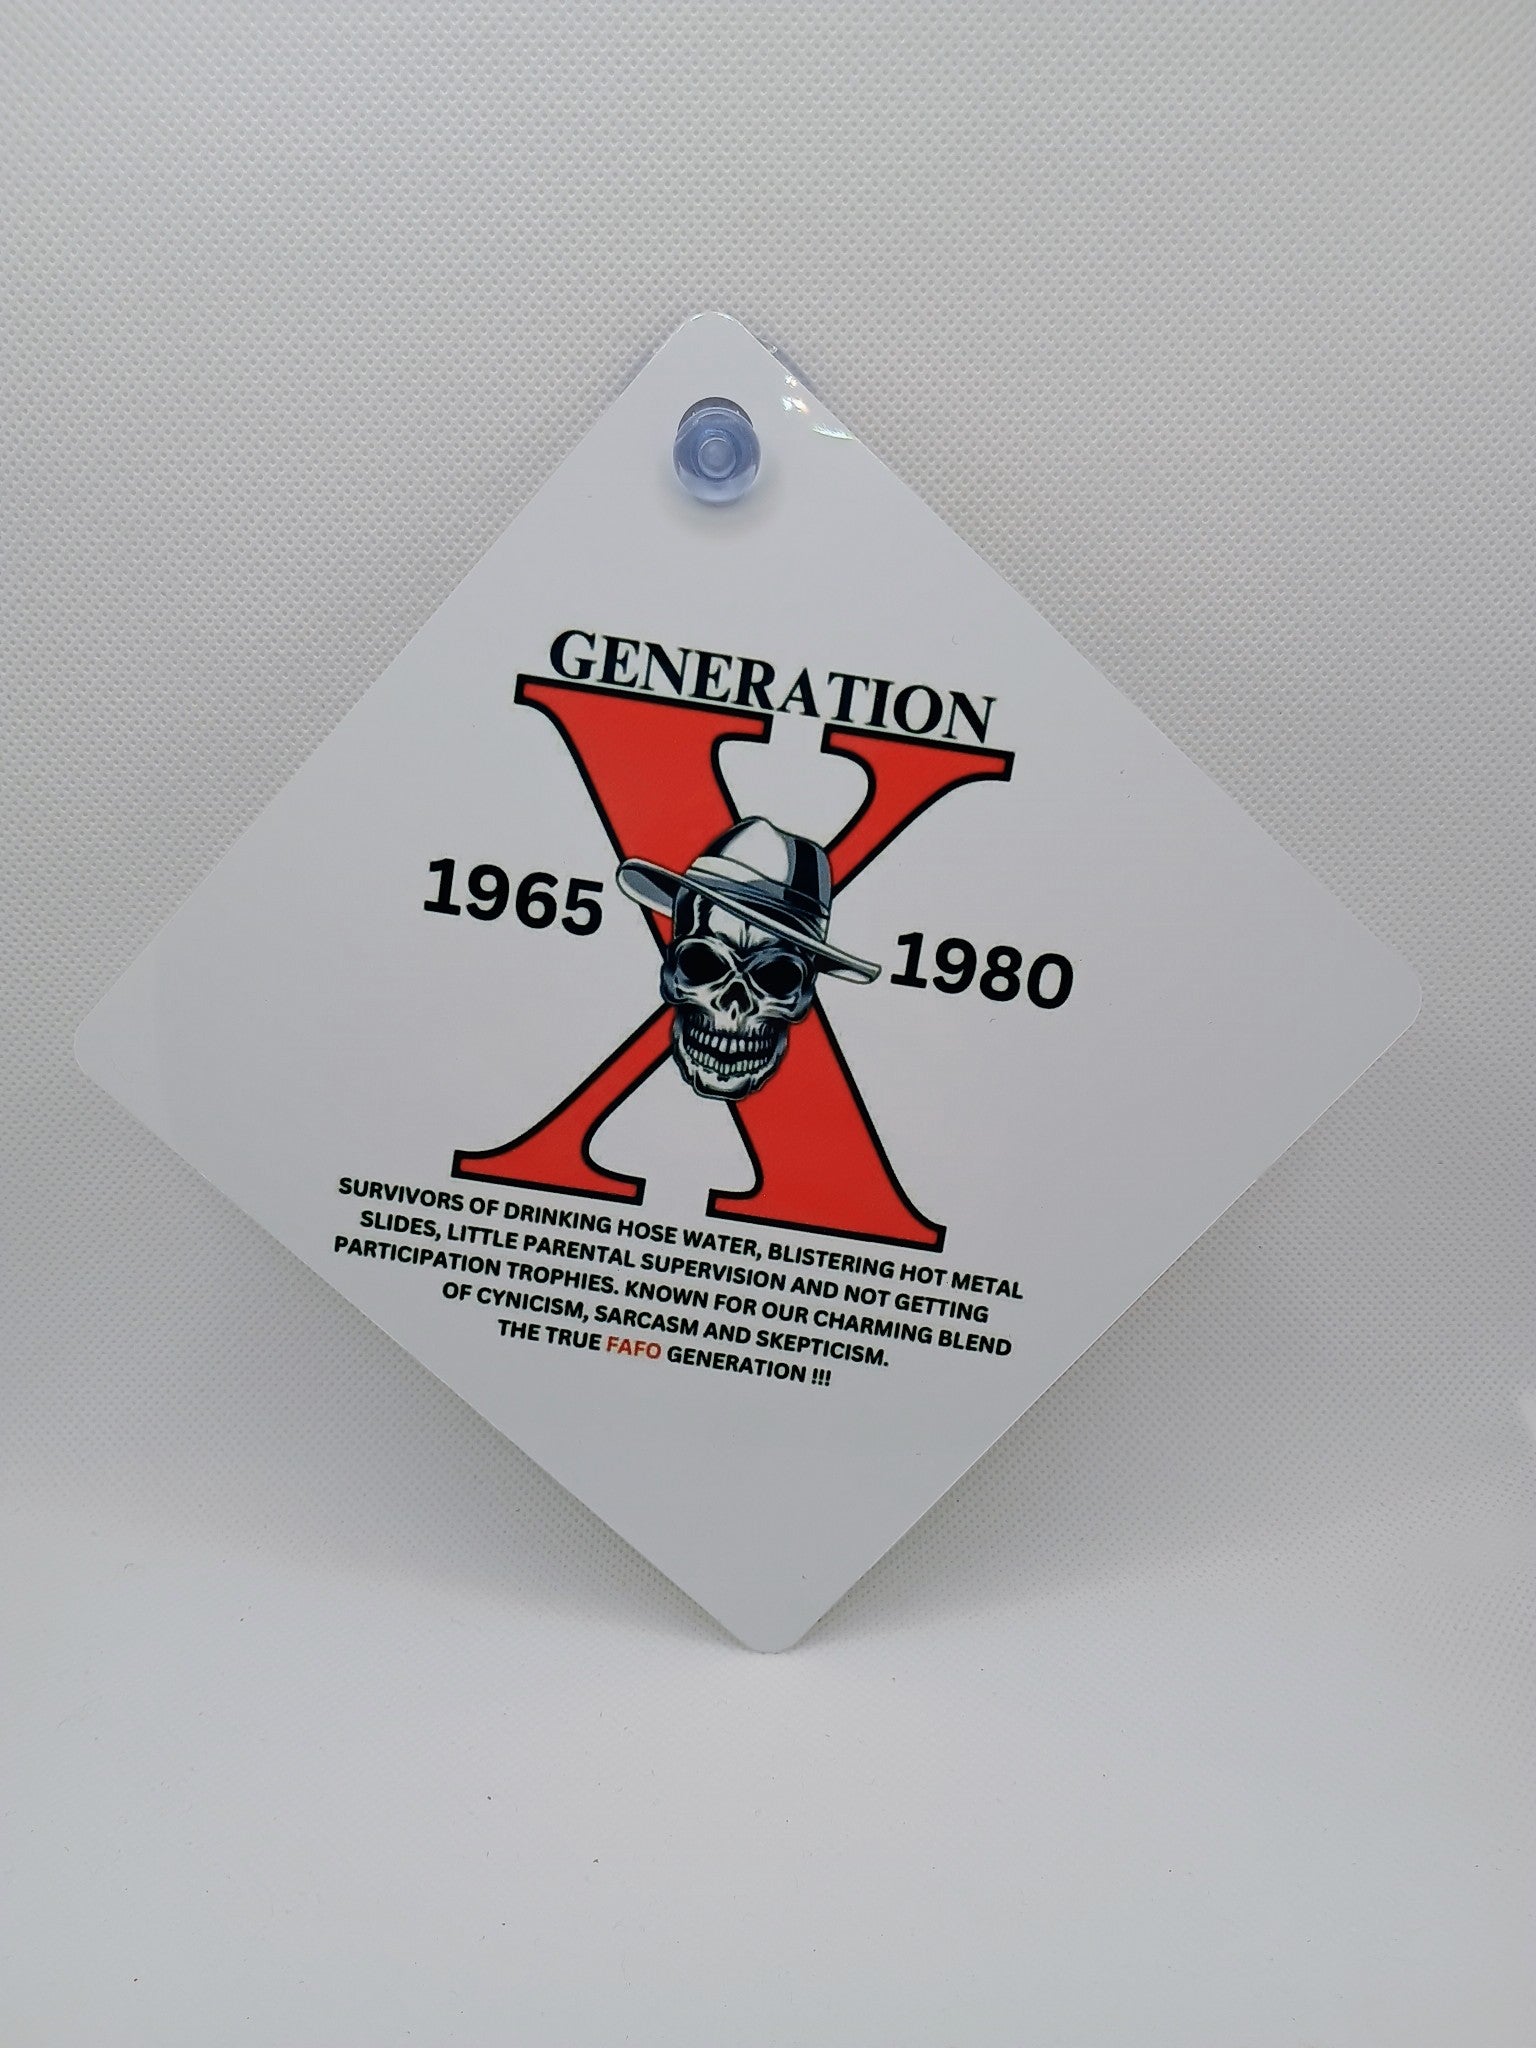 GENERATION
X
1965
1980
SURVIVORS OF DRINKING HOSE WATER, BLISTERING HOT METAL
SLIDES, LITTLE PARENTAL SUPERVISION AND NOT GETTING
PARTICIPATION TROPHIES. KNOWN FOR OUR CHARMING BLEND
OF CYNICISM, SARCASM AND SKEPTICISM.
THE TRUE FAFO GENERATION !!!